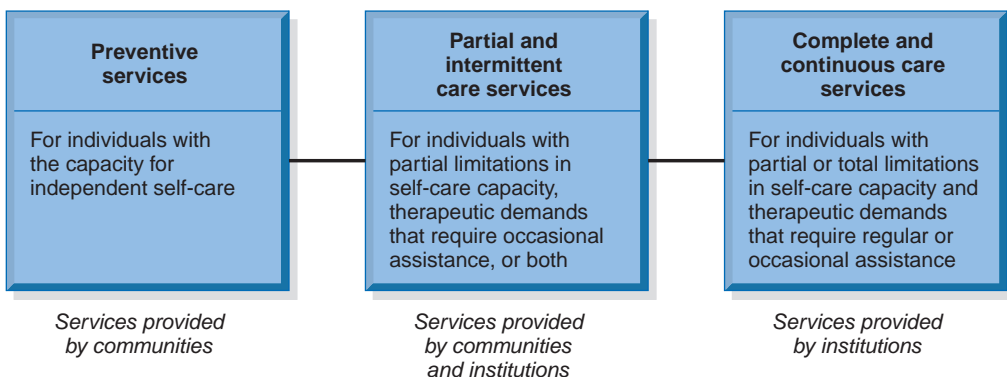 Preventive
services
For individuals with
the capacity for
independent self-care
Services provided
by communities
Partial and
intermittent
care services
For individuals with
partial limitations in
self-care capacity,
therapeutic demands
that require occasional
assistance, or both
Services provided
by communities
and institutions
Complete and
continuous care
services
For individuals with
partial or total limitations
in self-care capacity and
therapeutic demands
that require regular or
occasional assistance
Services provided
by institutions